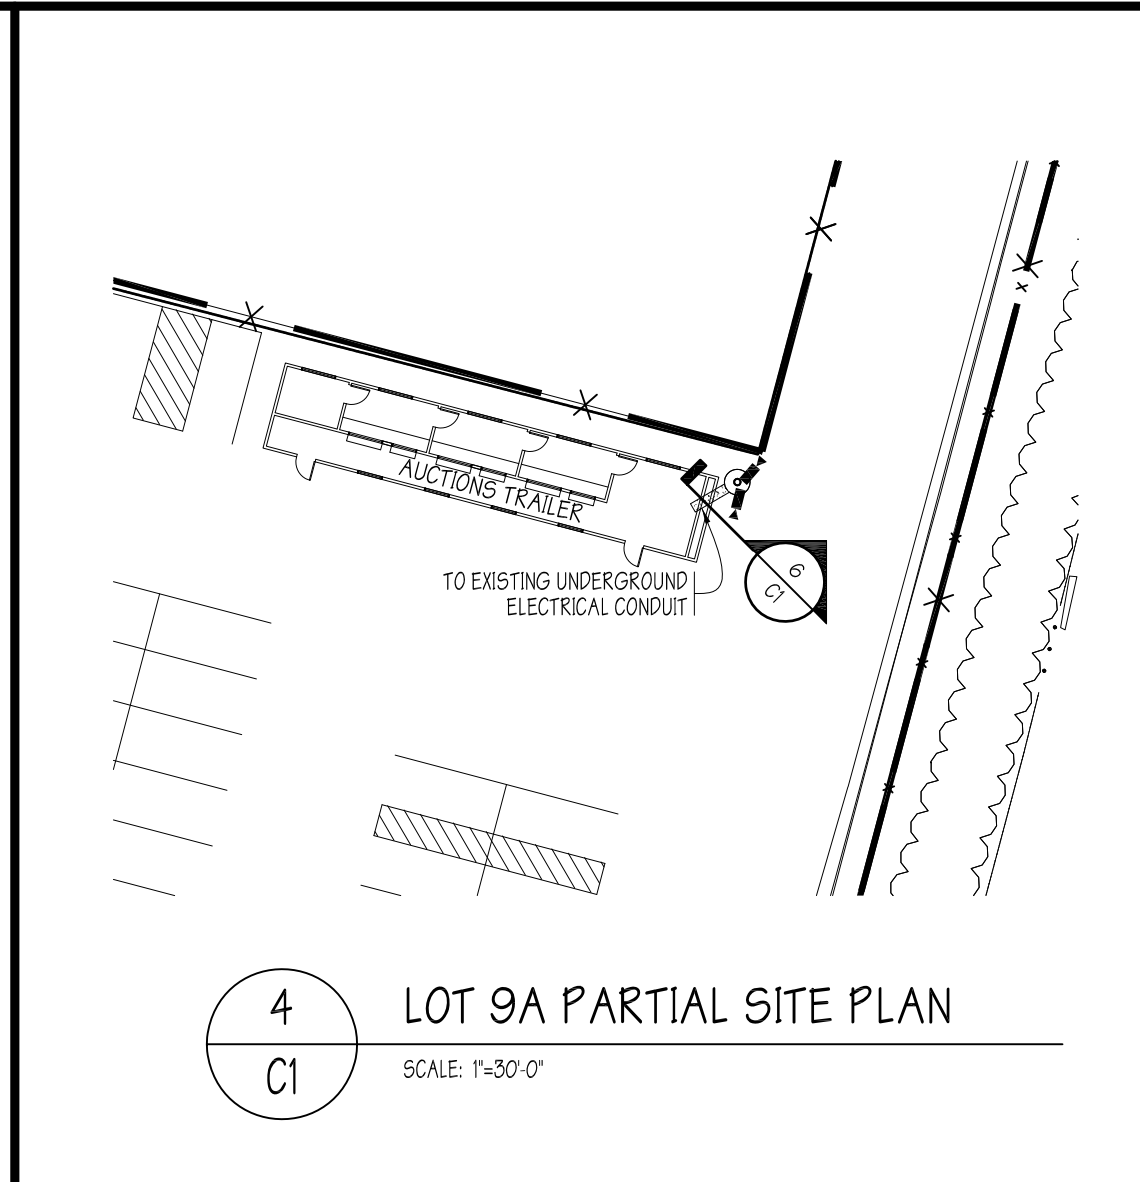 AUCTIONS TRAILER
TO EXISTING UNDERGROUND
ELECTRICAL CONDUIT
6
C1
4
C1
LOT 9A PARTIAL SITE PLAN
SCALE: 1"=30'-0"